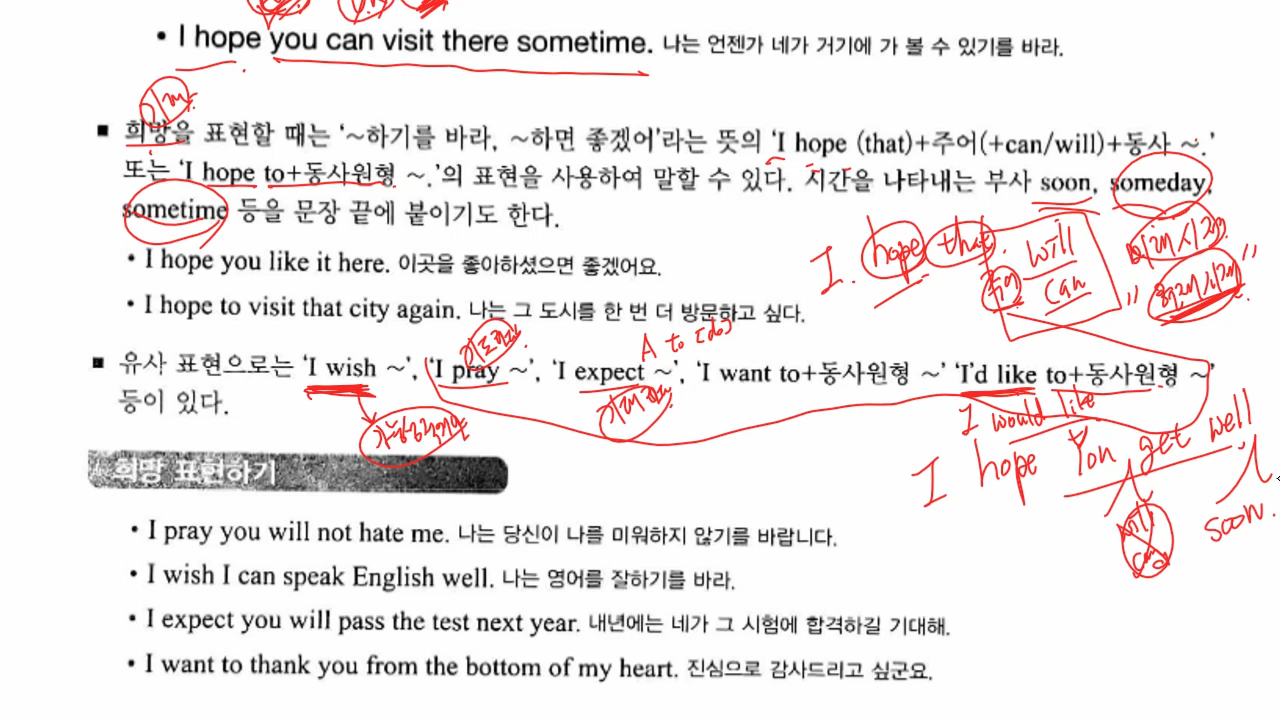 • I hope you can visit there sometime. 나는 언젠가 네가 거기에 가 볼 수 있기를 바라.
■ 희망을 표현할 때는 ‘~하기를 바라, ~하면 좋겠어’라는 뜻의 ‘I hope (that)+주어(+can/will)+동사 ~.’
또는 ‘I hope to+동사원형 ~.’의 표현을 사용하여 말할 수 있다. 시간을 나타내는 부사 soon, someday,
sometime 등을 문장 끝에 붙이기도 한다.
I hope that will
주어 can
미래시제
" 현재시제 "
• I hope you like it here. 이곳을 좋아하셨으면 좋겠어요.
• I hope to visit that city again. 나는 그 도시를 한 번 더 방문하고 싶다.
기도하다
A to (do)
■ 유사 표현으로는 ‘I wish ~’, ‘I pray ~’, ‘I expect ~’, ‘I want to+동사원형 ~’ ‘I’d like to+동사원형 ~’
등이 있다.
I would like
I hope You get well
will
can
soon.
희망 표현하기
• I pray you will not hate me. 나는 당신이 나를 미워하지 않기를 바랍니다.
• I wish I can speak English well. 나는 영어를 잘하기를 바라.
• I expect you will pass the test next year. 내년에는 네가 그 시험에 합격하길 기대해.
• I want to thank you from the bottom of my heart. 진심으로 감사드리고 싶군요.